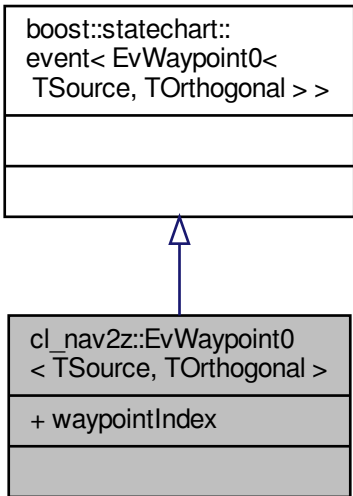 boost::statechart::
event< EvWaypoint0<
TSource, TOrthogonal > >
cl_nav2z::EvWaypoint0
< TSource, TOrthogonal >
+ waypointIndex